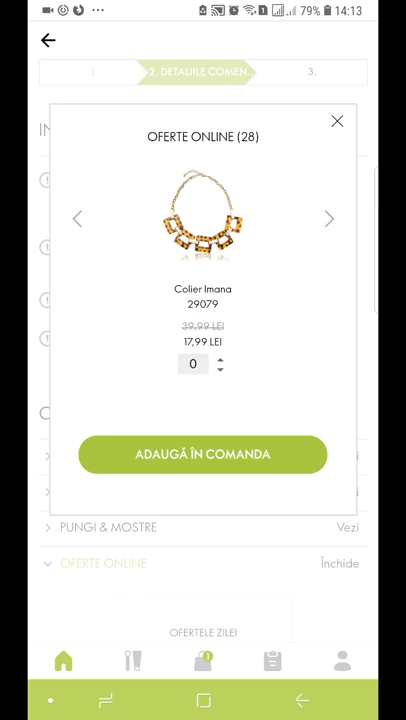 79% 14:13
1.
2. DETALIILE COMEN...
3.
OFERTE ONLINE (28)
Colier Imana
29079
39,99 LEI
17,99 LEI
0
ADAUGĂ ÎN COMANDA
PUNGI & MOSTRE Vezi
OFERTE ONLINE Închide
OFERTELE ZILEI
1